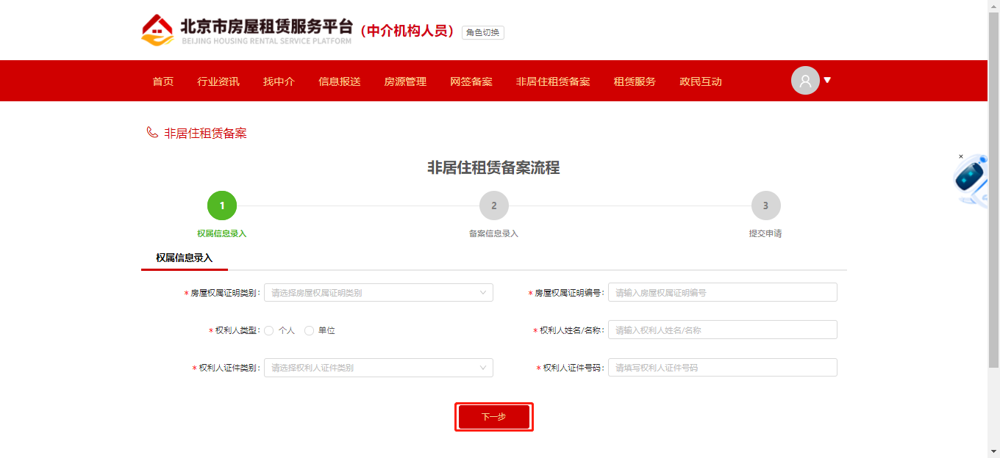 北京市房屋租赁服务平台 (中介机构人员) 角色切换
BEIJING HOUSING RENTAL SERVICE PLATFORM
首页 行业资讯 找中介 信息报送 房源管理 网签备案 非居住租赁备案 租赁服务 政民互动
非居住租赁备案
非居住租赁备案流程
1 2 3
权属信息录入 备案信息录入 提交申请
权属信息录入
* 房屋权属证明类别: 请选择房屋权属证明类别 * 房屋权属证明编号: 请输入房屋权属证明编号
* 权利人类型: 个人 单位 * 权利人姓名/名称: 请输入权利人姓名/名称
* 权利人证件类别: 请选择权利人证件类别 * 权利人证件号码: 请填写权利人证件号码
下一步